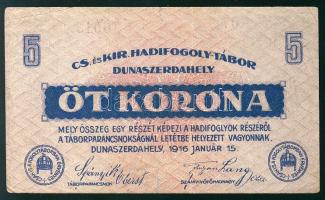 5 5
CS. és KIR. HADIFOGOLY-TÁBOR
DUNASZERDAHELY
ÖT KORONA
MELY ÖSSZEG EGY RÉSZÉT KÉPEZI A HADIFOGLYOK RÉSZÉRŐL
A TÁBORPARANCSNOKSÁGNÁL LETÉTBE HELYEZETT VAGYONNAK.
DUNASZERDAHELY, 1916 JANUÁR 15.
TÁBORPARANCSNOK